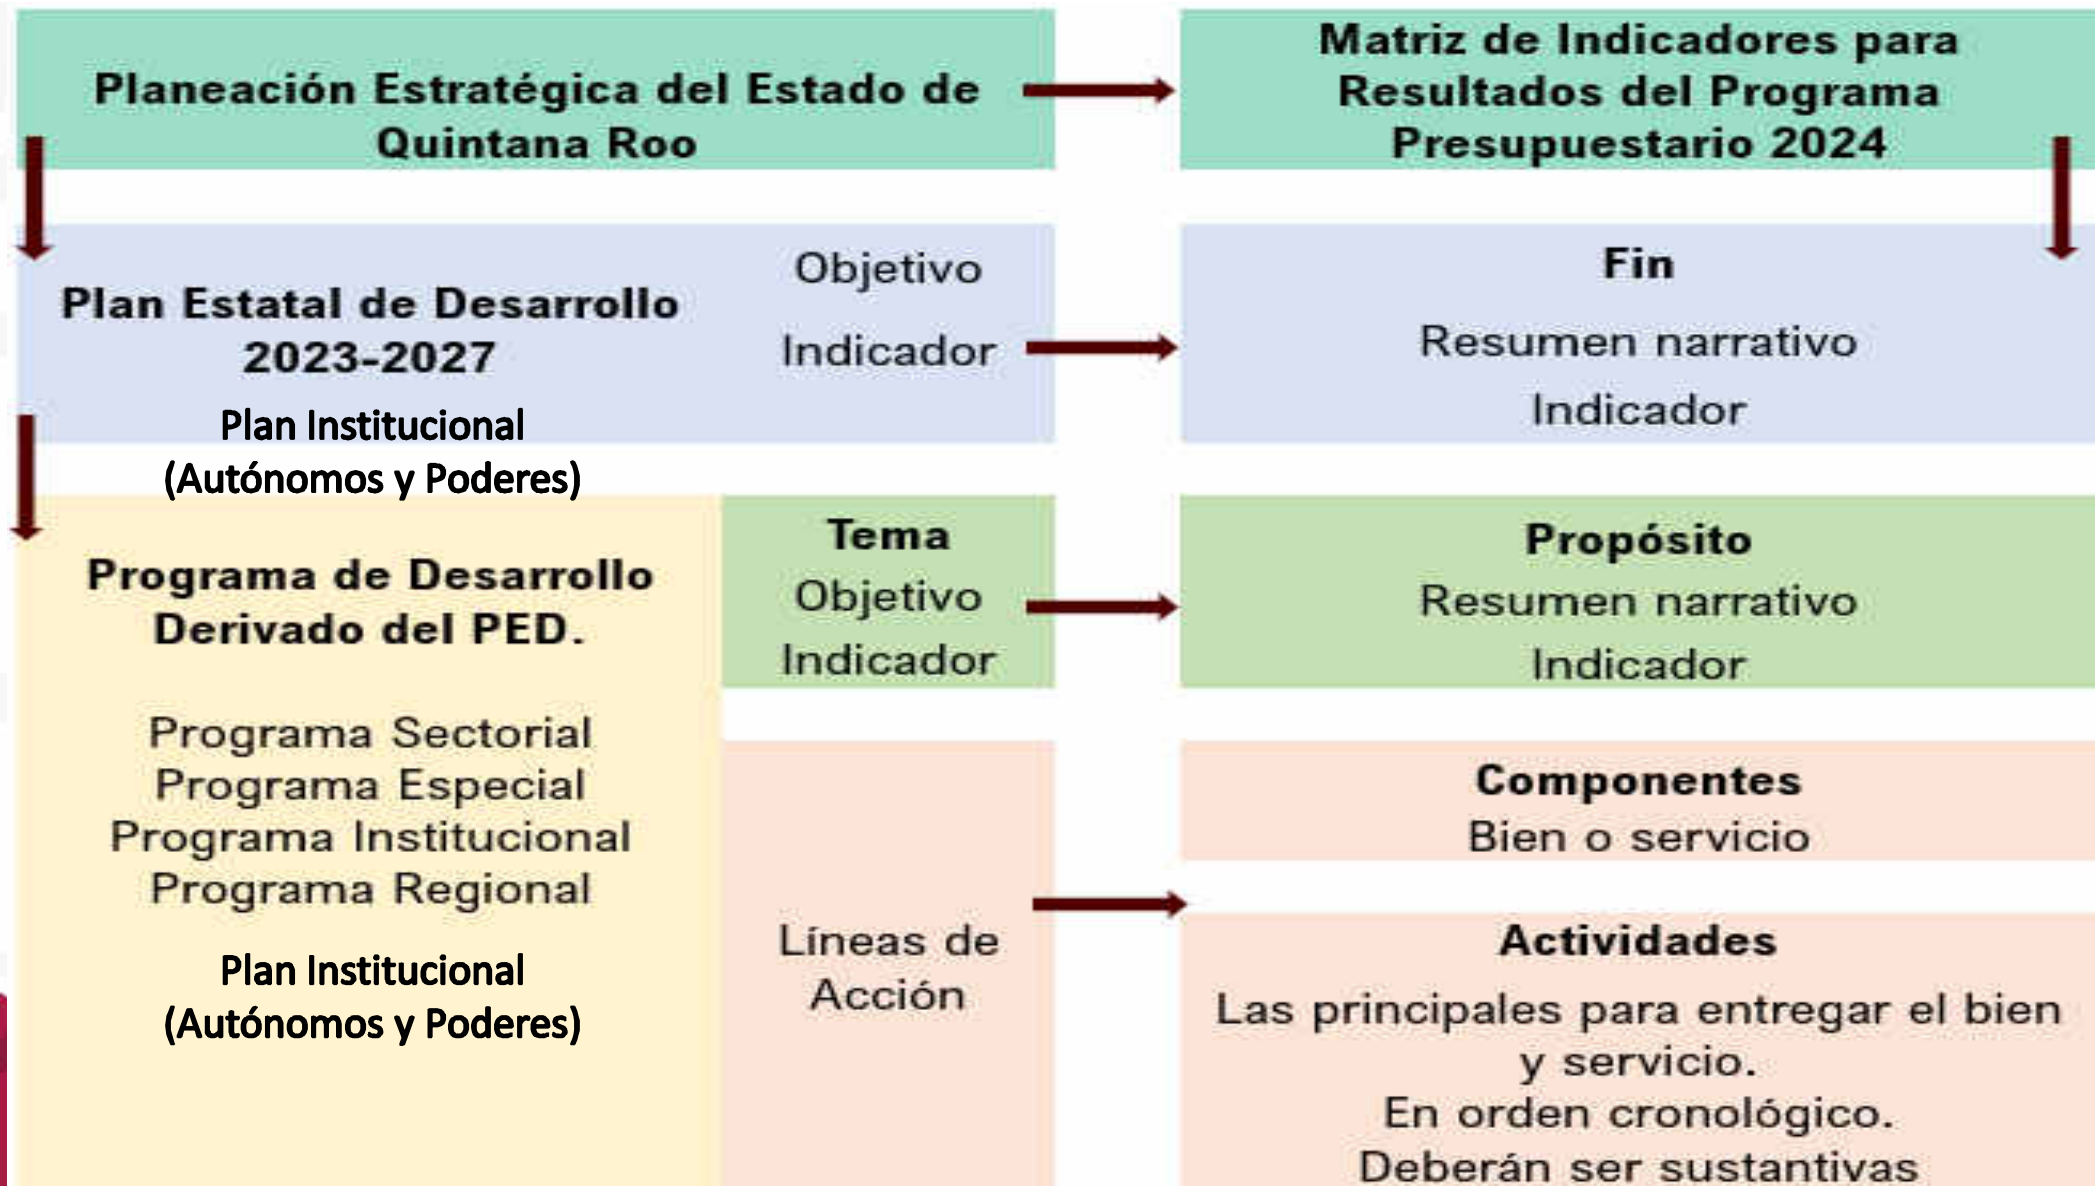 Planeación Estratégica del Estado de
Quintana Roo
Matriz de Indicadores para
Resultados del Programa
Presupuestario 2024
Plan Estatal de Desarrollo
2023-2027
Plan Institucional
(Autónomos y Poderes)
Objetivo
Indicador
Fin
Resumen narrativo
Indicador
Programa de Desarrollo
Derivado del PED.
Programa Sectorial
Programa Especial
Programa Institucional
Programa Regional
Plan Institucional
(Autónomos y Poderes)
Tema
Objetivo
Indicador
Propósito
Resumen narrativo
Indicador
Líneas de
Acción
Componentes
Bien o servicio
Actividades
Las principales para entregar el bien
y servicio.
En orden cronológico.
Deberán ser sustantivas